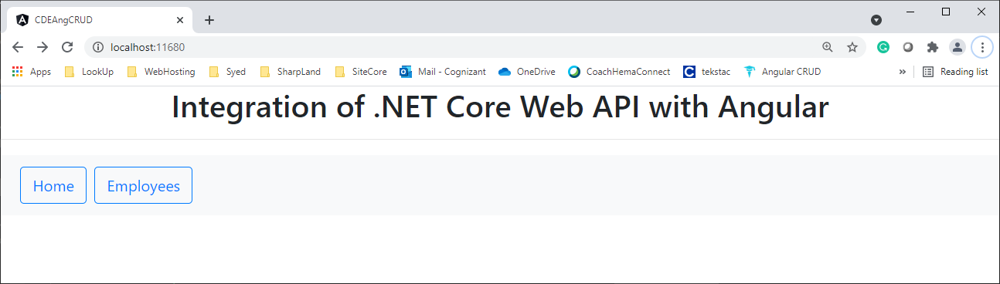 CDEAngCRUD
localhost:11680
Apps LookUp WebHosting Syed SharpLand SiteCore Mail - Cognizant OneDrive CoachHemaConnect tekstac Angular CRUD » Reading list
Integration of .NET Core Web API with Angular
Home Employees